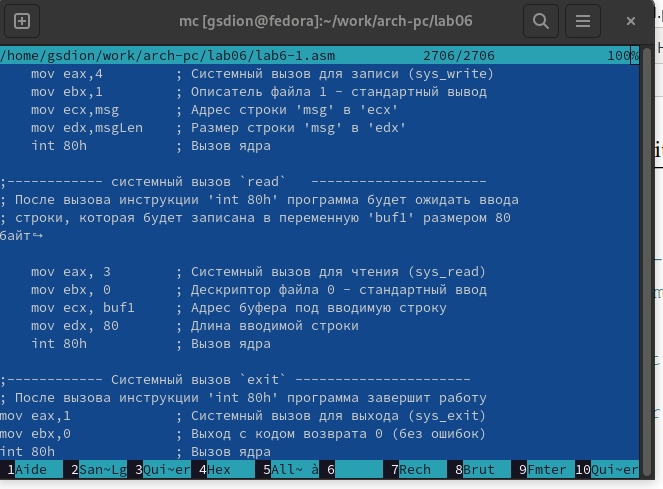 mc [gsdion@fedora]:~/work/arch-pc/lab06
/home/gsdion/work/arch-pc/lab06/lab6-1.asm 2706/2706 100%
mov eax,4 ; Системный вызов для записи (sys_write)
mov ebx,1 ; Описатель файла 1 - стандартный вывод
mov ecx,msg ; Адрес строки 'msg' в 'ecx'
mov edx,msgLen ; Размер строки 'msg' в 'edx'
int 80h ; Вызов ядра
;------------ системный вызов `read` ----------------------
; После вызова инструкции 'int 80h' программа будет ожидать ввода
; строки, которая будет записана в переменную 'buf1' размером 80
байт↪
mov eax, 3 ; Системный вызов для чтения (sys_read)
mov ebx, 0 ; Дескриптор файла 0 - стандартный ввод
mov ecx, buf1 ; Адрес буфера под вводимую строку
mov edx, 80 ; Длина вводимой строки
int 80h ; Вызов ядра
;------------ Системный вызов `exit` ----------------------
; После вызова инструкции 'int 80h' программа завершит работу
mov eax,1 ; Системный вызов для выхода (sys_exit)
mov ebx,0 ; Выход с кодом возврата 0 (без ошибок)
int 80h ; Вызов ядра
1Aide 2San~Lg 3Qui~er 4Hex 5All~ à 6 7Rech 8Brut 9Fmter 10Qui~er